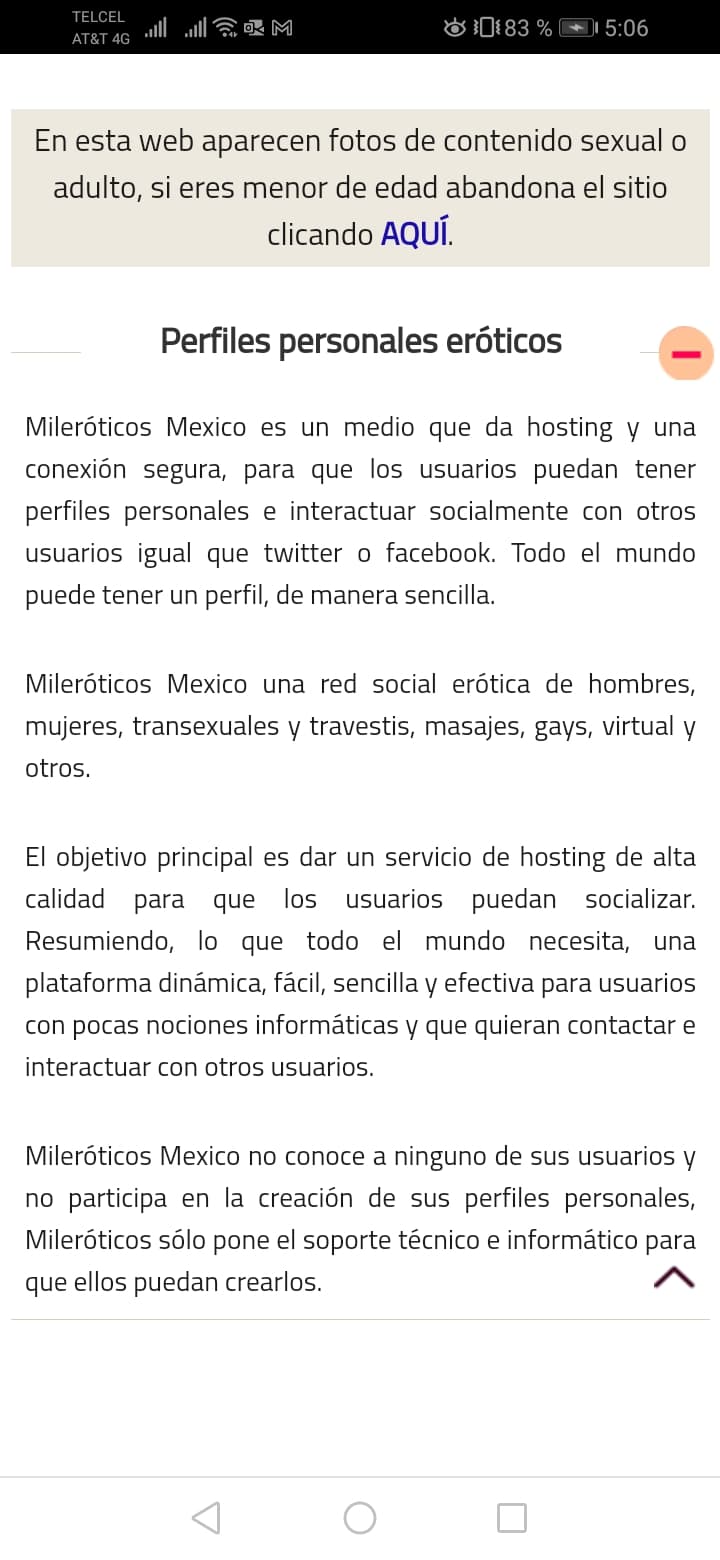 TELCEL
AT&T 4G
83 %
5:06
En esta web aparecen fotos de contenido sexual o
adulto, si eres menor de edad abandona el sitio
clicando AQUÍ.
Perfiles personales eróticos
Mileróticos Mexico es un medio que da hosting y una
conexión segura, para que los usuarios puedan tener
perfiles personales e interactuar socialmente con otros
usuarios igual que twitter o facebook. Todo el mundo
puede tener un perfil, de manera sencilla.
Mileróticos Mexico una red social erótica de hombres,
mujeres, transexuales y travestis, masajes, gays, virtual y
otros.
El objetivo principal es dar un servicio de hosting de alta
calidad para que los usuarios puedan socializar.
Resumiendo, lo que todo el mundo necesita, una
plataforma dinámica, fácil, sencilla y efectiva para usuarios
con pocas nociones informáticas y que quieran contactar e
interactuar con otros usuarios.
Mileróticos Mexico no conoce a ninguno de sus usuarios y
no participa en la creación de sus perfiles personales,
Mileróticos sólo pone el soporte técnico e informático para
que ellos puedan crearlos.